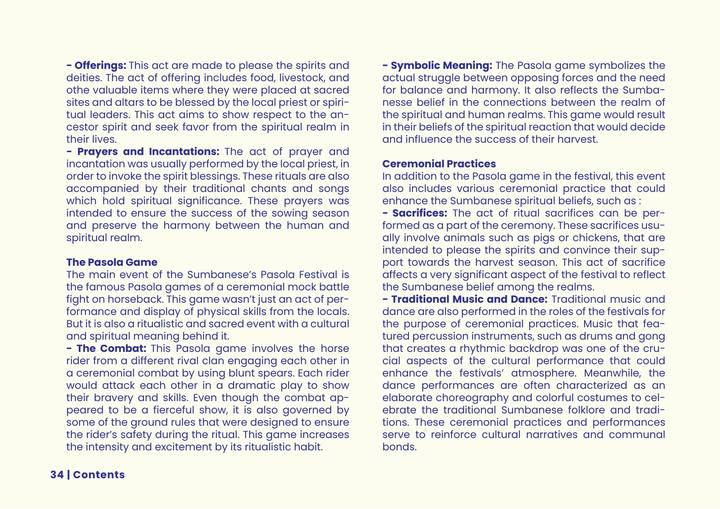 - Offerings: This act are made to please the spirits and
deities. The act of offering includes food, livestock, and
othe valuable items where they were placed at sacred
sites and altars to be blessed by the local priest or spiri-
tual leaders. This act aims to show respect to the an-
cestor spirit and seek favor from the spiritual realm in
their lives.
- Prayers and Incantations: The act of prayer and
incantation was usually performed by the local priest, in
order to invoke the spirit blessings. These rituals are also
accompanied by their traditional chants and songs
which hold spiritual significance. These prayers was
intended to ensure the success of the sowing season
and preserve the harmony between the human and
spiritual realm.
The Pasola Game
The main event of the Sumbanese's Pasola Festival is
the famous Pasola games of a ceremonial mock battle
fight on horseback. This game wasn't just an act of per-
formance and display of physical skills from the locals.
But it is also a ritualistic and sacred event with a cultural
and spiritual meaning behind it.
- The Combat: This Pasola game involves the horse
rider from a different rival clan engaging each other in
a ceremonial combat by using blunt spears. Each rider
would attack each other in a dramatic play to show
their bravery and skills. Even though the combat ap-
peared to be a fierceful show, it is also governed by
some of the ground rules that were designed to ensure
the rider's safety during the ritual. This game increases
the intensity and excitement by its ritualistic habit.
- Symbolic Meaning: The Pasola game symbolizes the
actual struggle between opposing forces and the need
for balance and harmony. It also reflects the Sumba-
nesse belief in the connections between the realm of
the spiritual and human realms. This game would result
in their beliefs of the spiritual reaction that would decide
and influence the success of their harvest.
Ceremonial Practices
In addition to the Pasola game in the festival, this event
also includes various ceremonial practice that could
enhance the Sumbanese spiritual beliefs, such as :
- Sacrifices: The act of ritual sacrifices can be per-
formed as a part of the ceremony. These sacrifices usu-
ally involve animals such as pigs or chickens, that are
intended to please the spirits and convince their sup-
port towards the harvest season. This act of sacrifice
affects a very significant aspect of the festival to reflect
the Sumbanese belief among the realms.
- Traditional Music and Dance: Traditional music and
dance are also performed in the roles of the festivals for
the purpose of ceremonial practices. Music that fea-
tured percussion instruments, such as drums and gong
that creates a rhythmic backdrop was one of the cru-
cial aspects of the cultural performance that could
enhance the festivals' atmosphere. Meanwhile, the
dance performances are often characterized as an
elaborate choreography and colorful costumes to cel-
ebrate the traditional Sumbanese folklore and tradi-
tions. These ceremonial practices and performances
serve to reinforce cultural narratives and communal
bonds.
34 | Contents